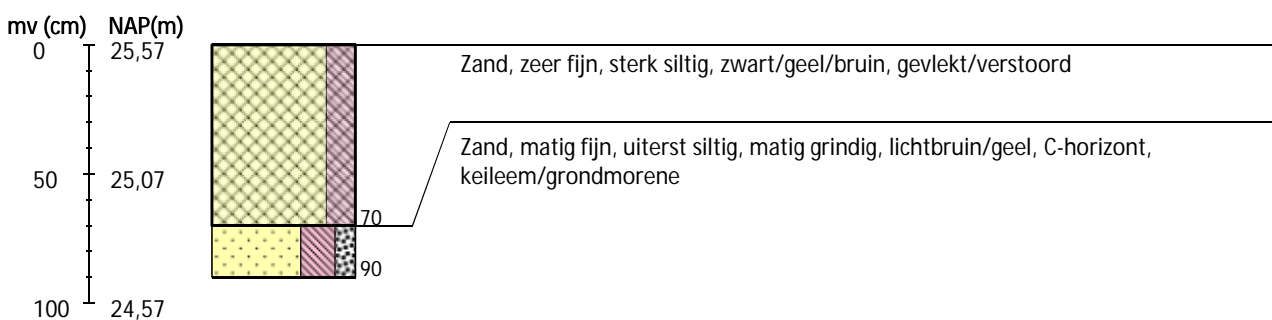 mv (cm) NAP(m)
0 25,57
Zand, zeer fijn, sterk siltig, zwart/geel/bruin, gevlekt/verstoord
Zand, matig fijn, uiterst siltig, matig grindig, lichtbruin/geel, C-horizont,
keileem/grondmorene
50 25,07
70
90
100 24,57